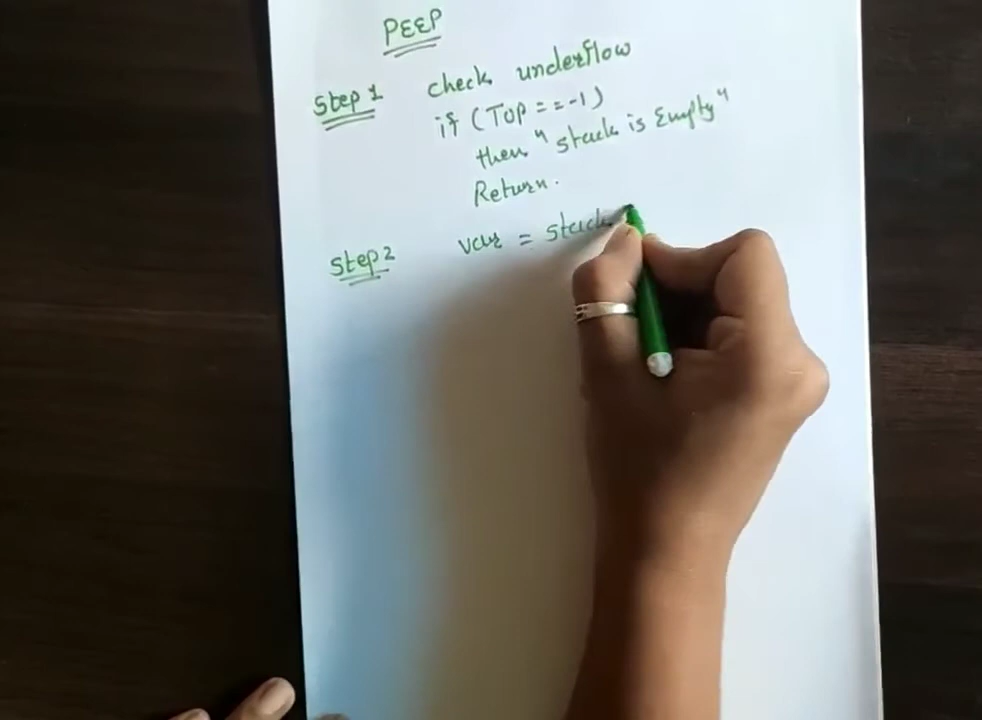 PEEP
Step 1 check underflow
if (Top == -1)
then "stack is Empty"
Return.
Step 2 var = stack